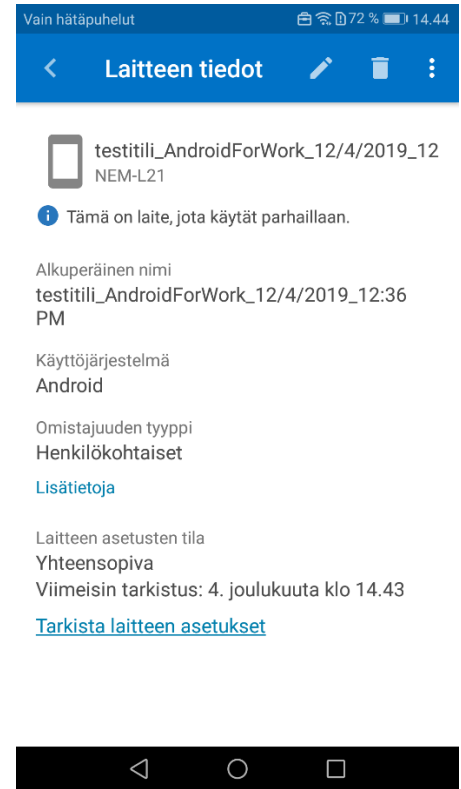 Vain hätäpuhelut 72 % 14.44
Laitteen tiedot
testitili_AndroidForWork_12/4/2019_12
NEM-L21
Tämä on laite, jota käytät parhaillaan.
Alkuperäinen nimi
testitili_AndroidForWork_12/4/2019_12:36
PM
Käyttöjärjestelmä
Android
Omistajuuden tyyppi
Henkilökohtaiset
Lisätietoja
Laitteen asetusten tila
Yhteensopiva
Viimeisin tarkistus: 4. joulukuuta klo 14.43
Tarkista laitteen asetukset